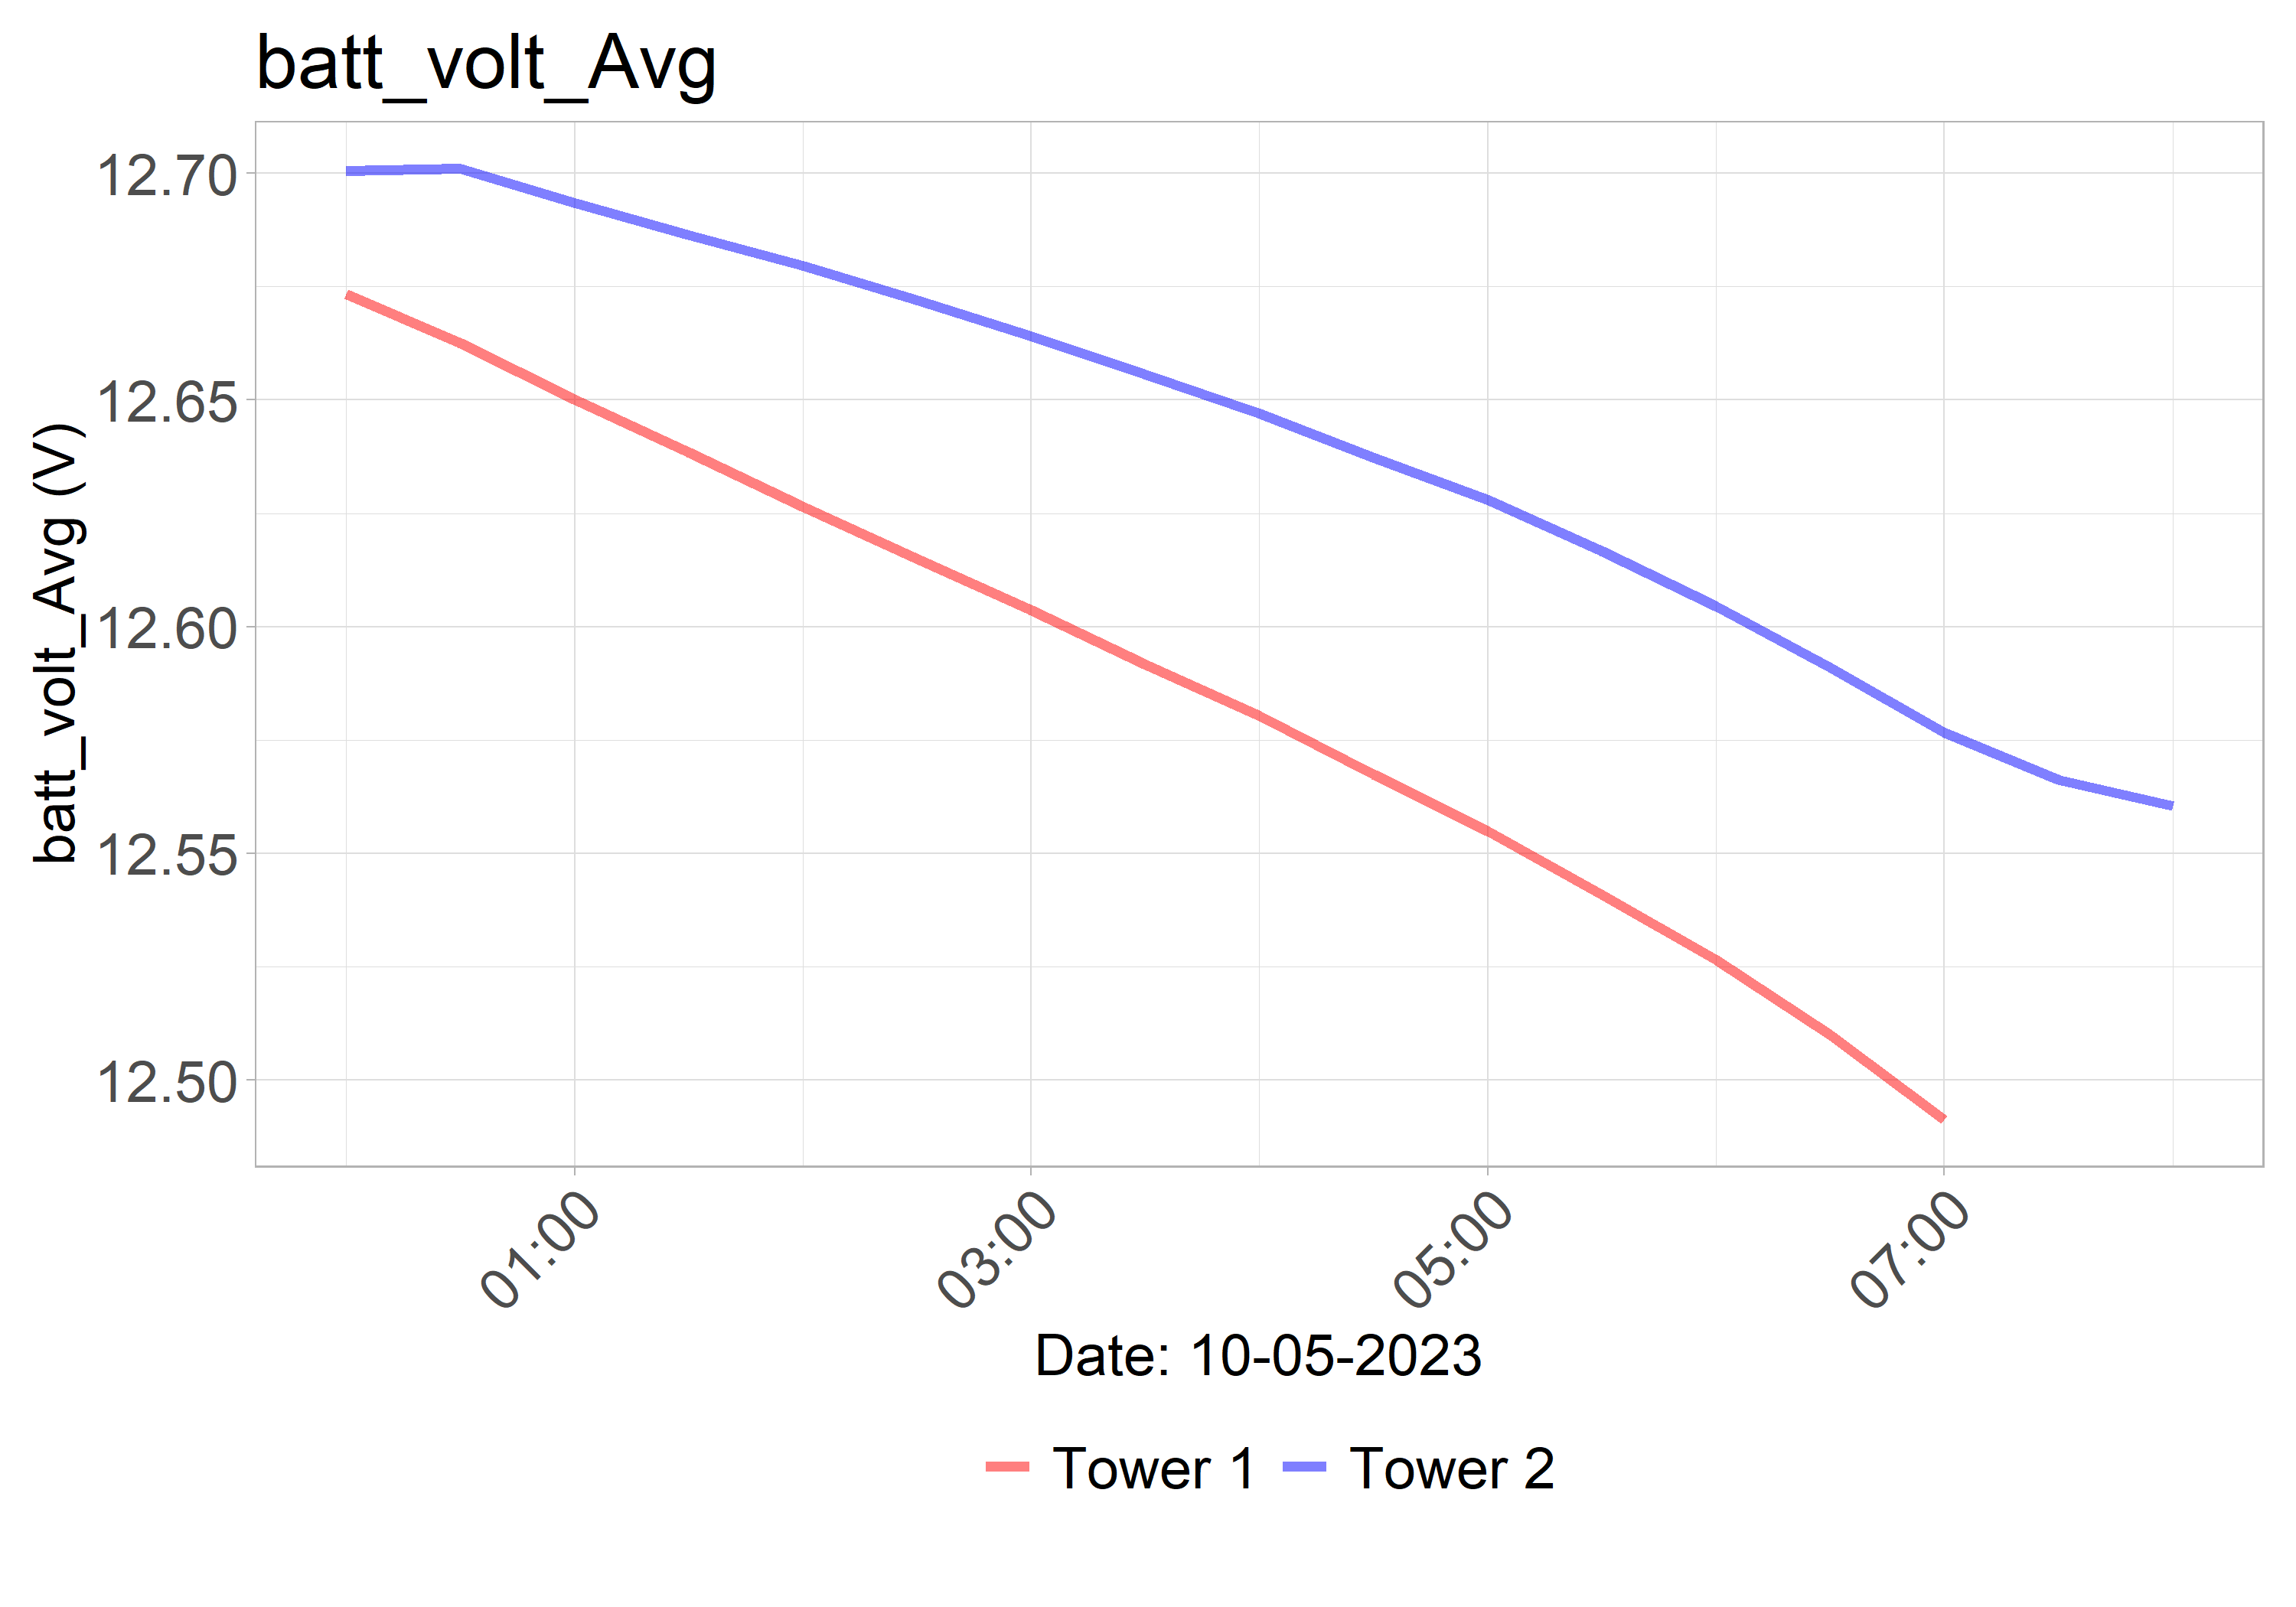 batt_volt_Avg
batt_volt_Avg (V)
12.70
12.65
12.60
12.55
12.50
01:00
03:00
05:00
07:00
Date: 10-05-2023
Tower 1
Tower 2